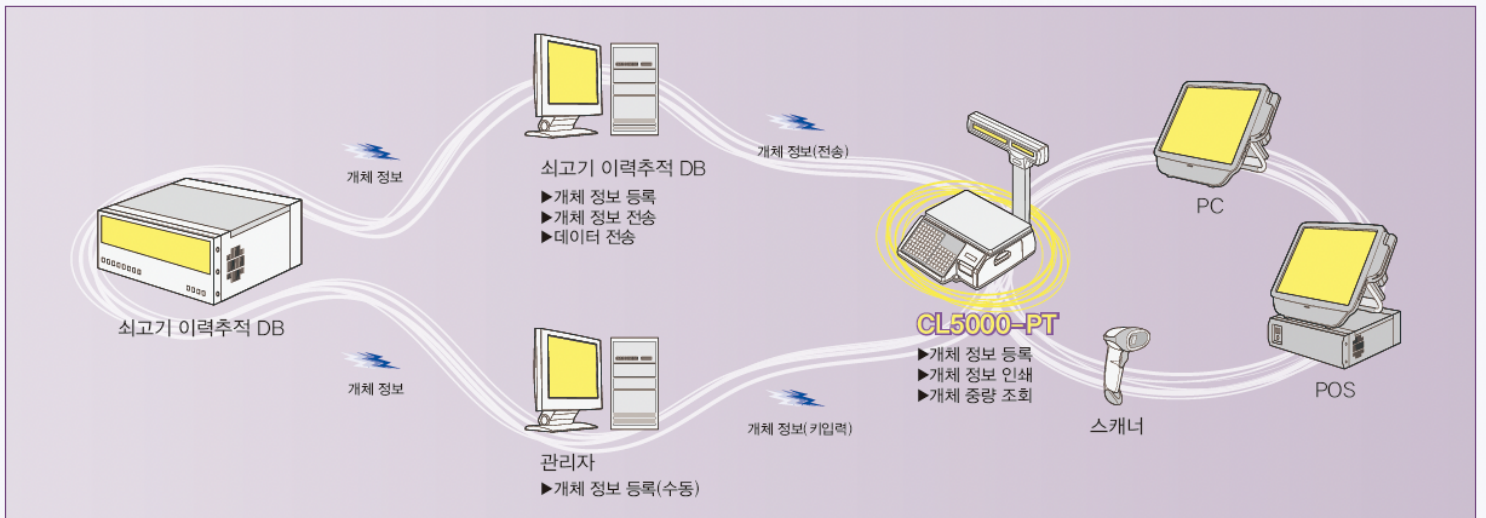 개체 정보
쇠고기 이력추적 DB
▶개체 정보 등록
▶개체 정보 전송
▶데이터 전송
개체 정보(전송)
PC
쇠고기 이력추적 DB
CL5000-PT
▶개체 정보 등록
▶개체 정보 인쇄
▶개체 중량 조회
POS
스캐너
개체 정보
개체 정보(키입력)
관리자
▶개체 정보 등록(수동)